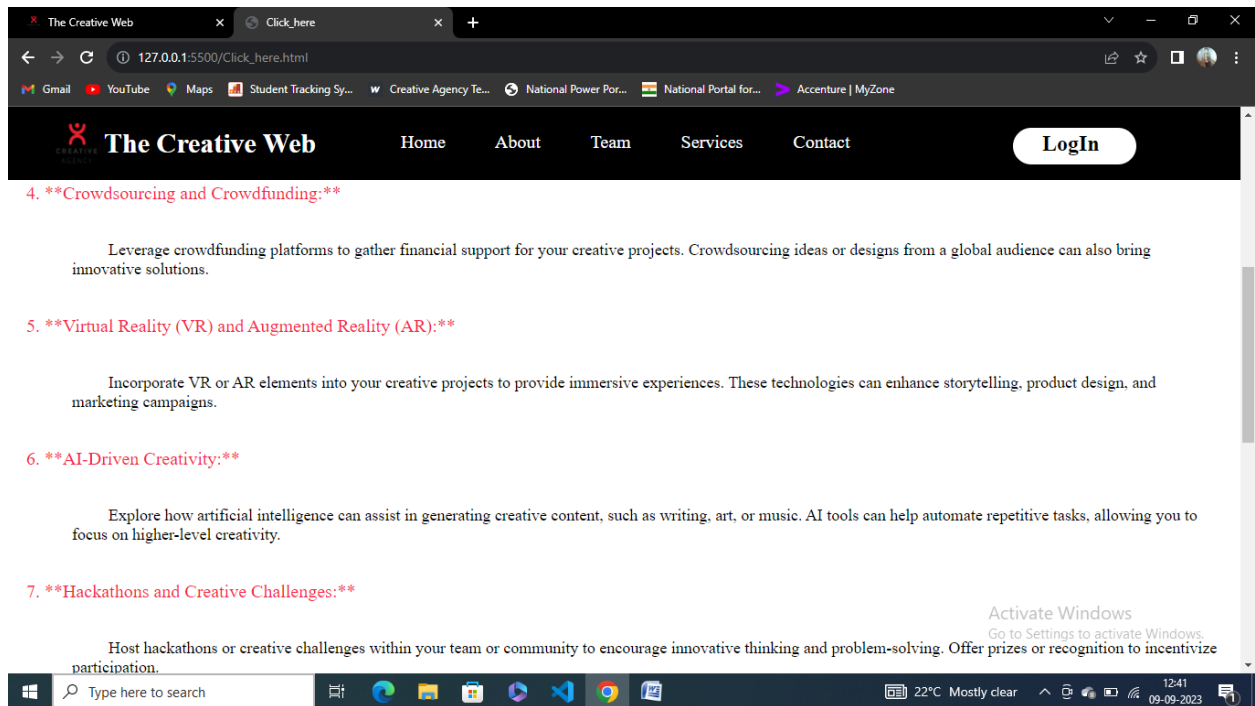 The Creative Web
Click_here
127.0.0.1:5500/Click_here.html
Gmail
YouTube
Maps
Student Tracking Sy...
Creative Agency Te...
National Power Por...
National Portal for...
Accenture | MyZone
CREATIVE
AGENCY
The Creative Web
Home
About
Team
Services
Contact
LogIn
4. **Crowdsourcing and Crowdfunding:**
Leverage crowdfunding platforms to gather financial support for your creative projects. Crowdsourcing ideas or designs from a global audience can also bring
innovative solutions.
5. **Virtual Reality (VR) and Augmented Reality (AR):**
Incorporate VR or AR elements into your creative projects to provide immersive experiences. These technologies can enhance storytelling, product design, and
marketing campaigns.
6. **AI-Driven Creativity:**
Explore how artificial intelligence can assist in generating creative content, such as writing, art, or music. AI tools can help automate repetitive tasks, allowing you to
focus on higher-level creativity.
7. **Hackathons and Creative Challenges:**
Activate Windows
Go to Settings to activate Windows.
Host hackathons or creative challenges within your team or community to encourage innovative thinking and problem-solving. Offer prizes or recognition to incentivize
participation.
Type here to search
22°C Mostly clear
12:41
09-09-2023
1